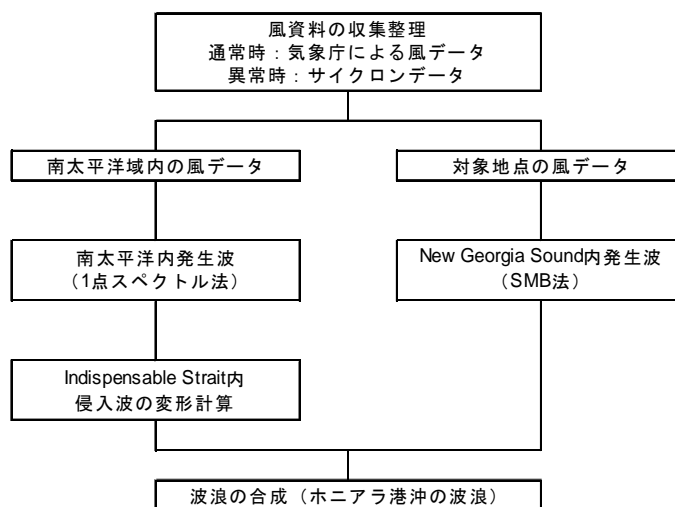 風資料の収集整理
通常時：気象庁による風データ
異常時：サイクロンデータ
南太平洋域内の風データ
対象地点の風データ
南太平洋内発生波
（1点スペクトル法）
New Georgia Sound内発生波
（SMB法）
Indispensable Strait内
侵入波の変形計算
波浪の合成（ホニアラ港沖の波浪）